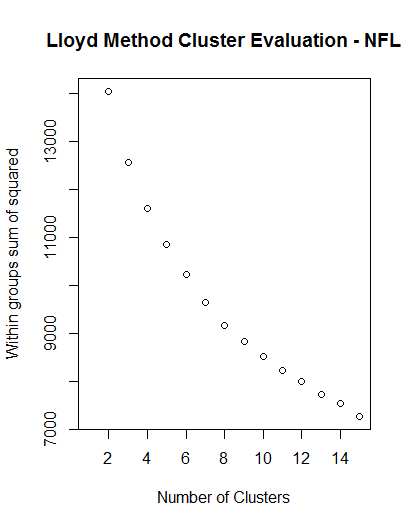 Lloyd Method Cluster Evaluation - NFL
Within groups sum of squared
13000
11000
9000
7000
2 4 6 8 10 12 14
Number of Clusters